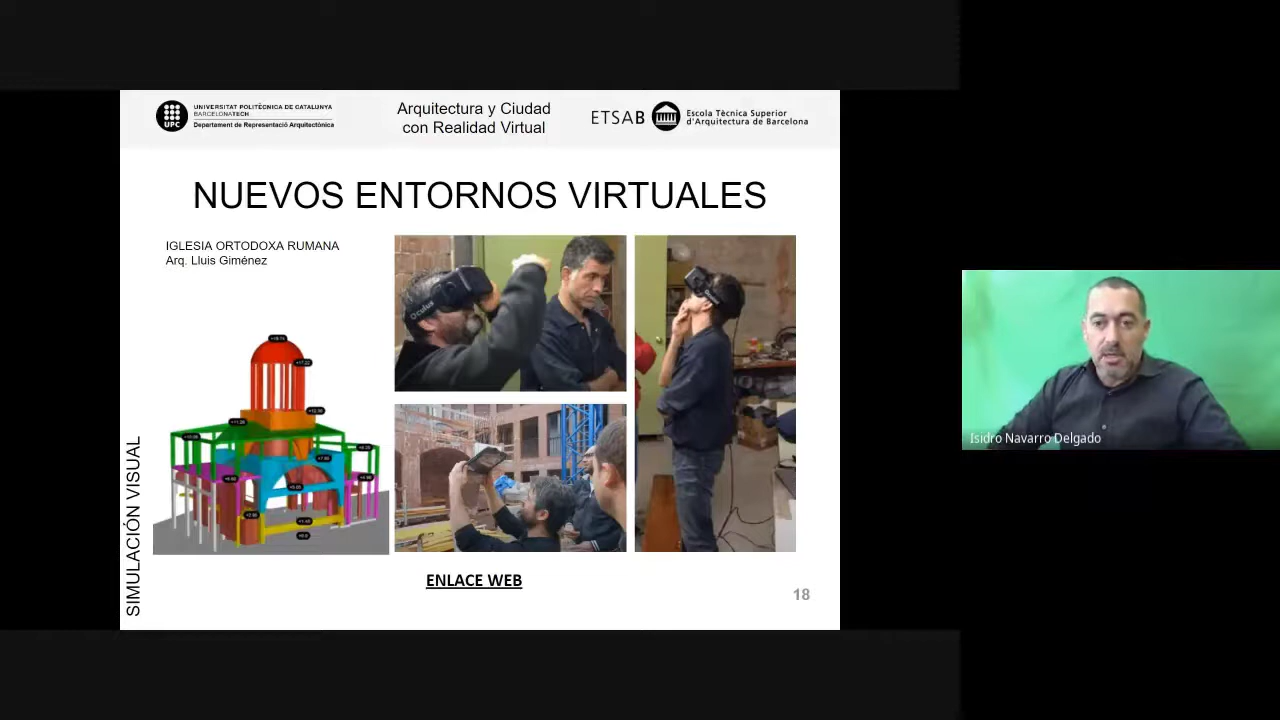 UPC
UNIVERSITAT POLITÈCNICA DE CATALUNYA
BARCELONATECH
Departament de Representació Arquitectònica
Arquitectura y Ciudad
con Realidad Virtual
ETSAB
Escola Tècnica Superior
d'Arquitectura de Barcelona
NUEVOS ENTORNOS VIRTUALES
IGLESIA ORTODOXA RUMANA
Arq. Lluis Giménez
SIMULACIÓN VISUAL
Oculus
ENLACE WEB
18
Isidro Navarro Delgado